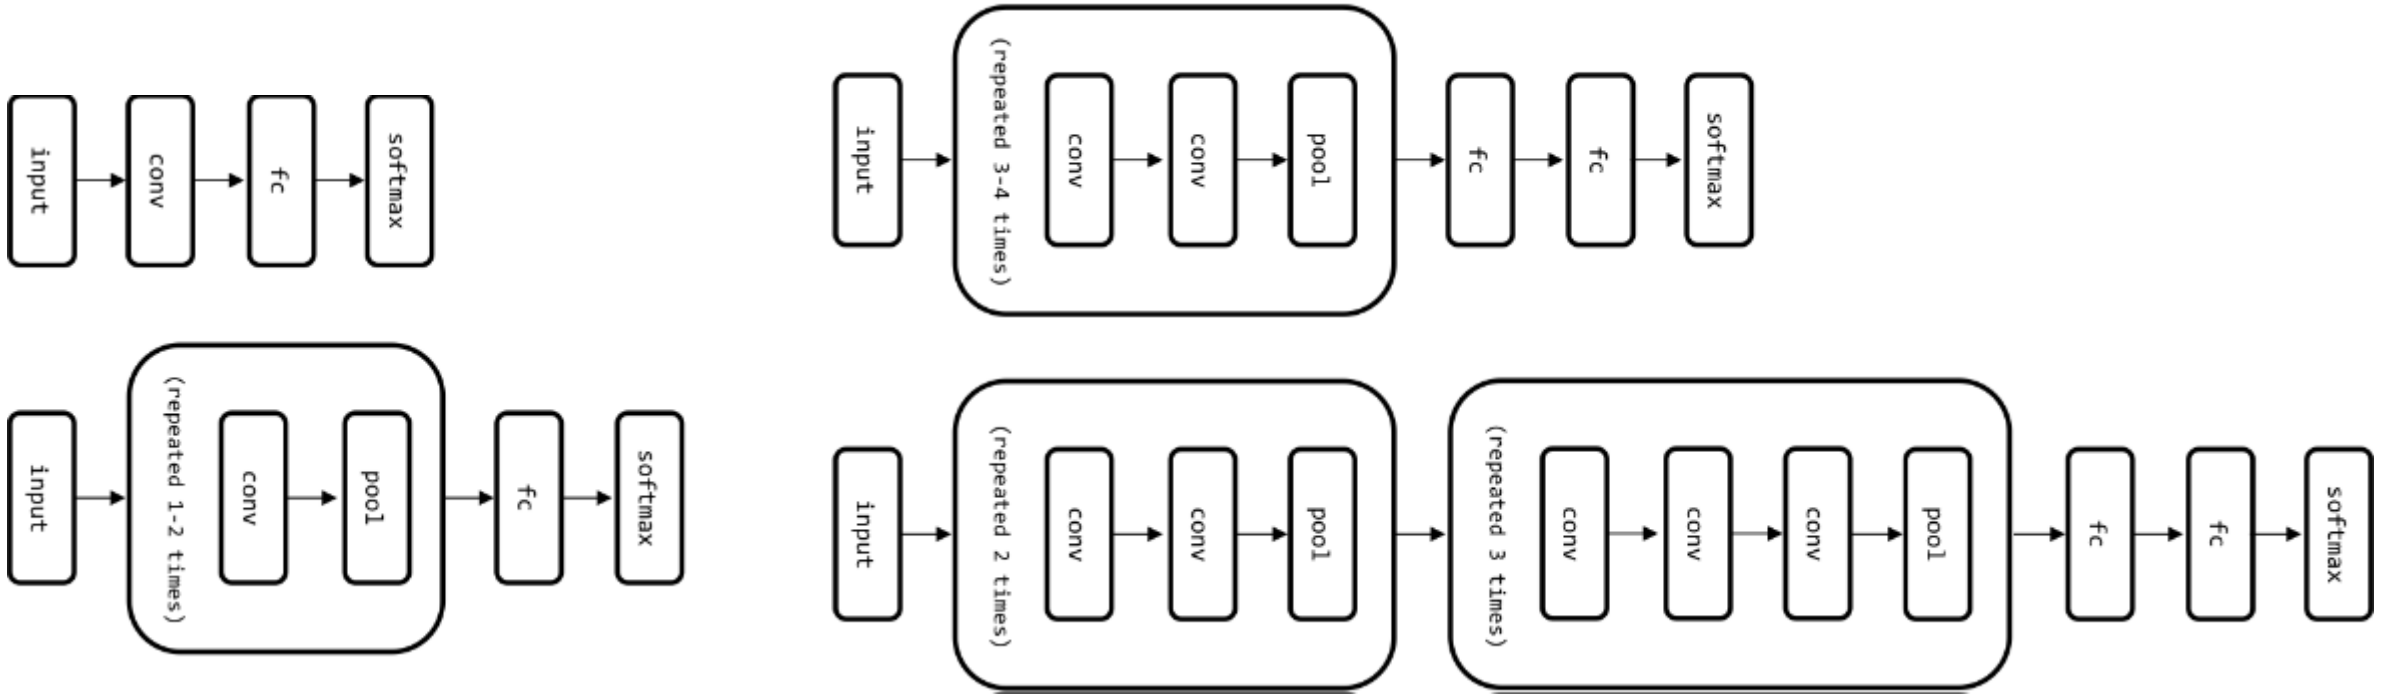 input
conv
fc
softmax
input
(repeated 1-2 times)
conv
pool
fc
softmax
input
(repeated 3-4 times)
conv
conv
pool
fc
fc
softmax
input
(repeated 2 times)
conv
conv
pool
(repeated 3 times)
conv
conv
conv
pool
fc
fc
softmax